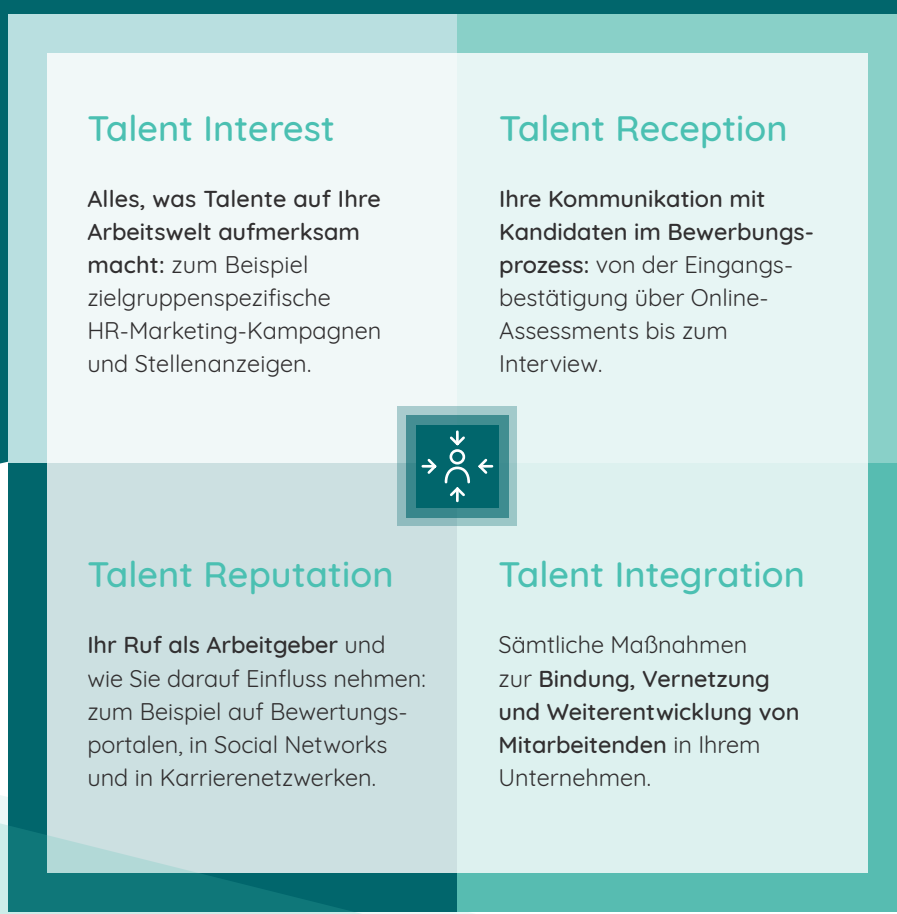 Talent Interest
Alles, was Talente auf Ihre
Arbeitswelt aufmerksam
macht: zum Beispiel
zielgruppenspezifische
HR-Marketing-Kampagnen
und Stellenanzeigen.
Talent Reception
Ihre Kommunikation mit
Kandidaten im Bewerbungs-
prozess: von der Eingangs-
bestätigung über Online-
Assessments bis zum
Interview.
Talent Reputation
Ihr Ruf als Arbeitgeber und
wie Sie darauf Einfluss nehmen:
zum Beispiel auf Bewertungs-
portalen, in Social Networks
und in Karrierenetzwerken.
Talent Integration
Sämtliche Maßnahmen
zur Bindung, Vernetzung
und Weiterentwicklung von
Mitarbeitenden in Ihrem
Unternehmen.